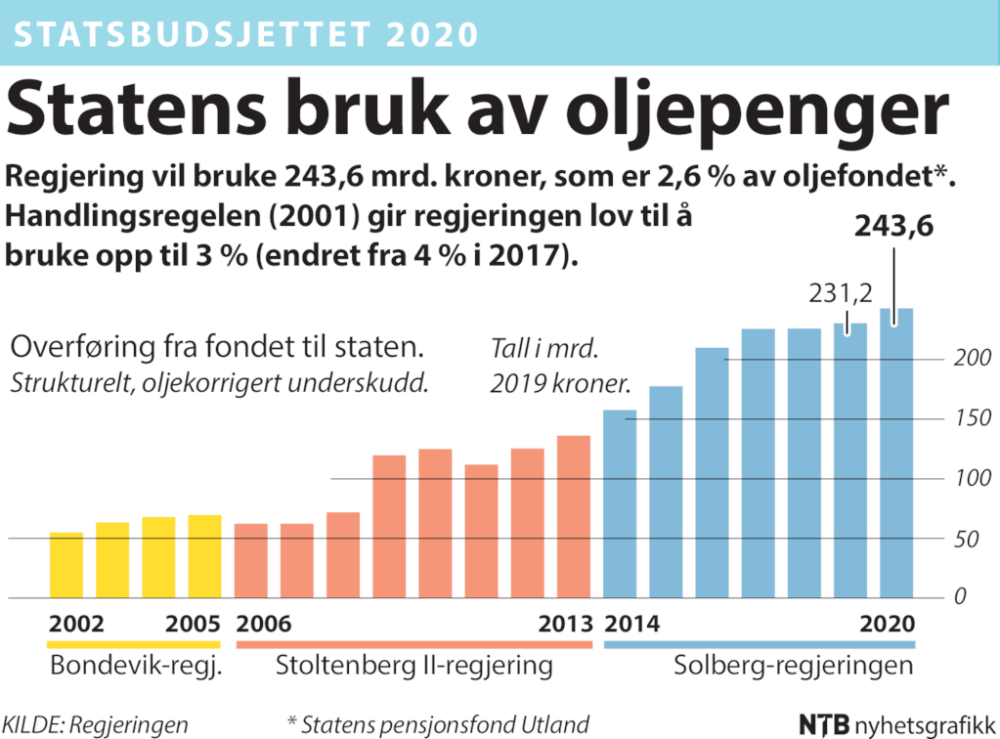 STATSBUDSJETTET 2020
Statens bruk av oljepenger
Regjering vil bruke 243,6 mrd. kroner, som er 2,6 % av oljefondet*.
Handlingsregelen (2001) gir regjeringen lov til å
bruke opp til 3 % (endret fra 4 % i 2017).
243,6
231,2
Overføring fra fondet til staten.
Strukturelt, oljekorrigert underskudd.
Tall i mrd.
2019 kroner.
200
150
100
50
0
2002 2005 2006 2013 2014 2020
Bondevik-regj. Stoltenberg II-regjering Solberg-regjeringen
KILDE: Regjeringen * Statens pensjonsfond Utland NTB nyhetsgrafikk